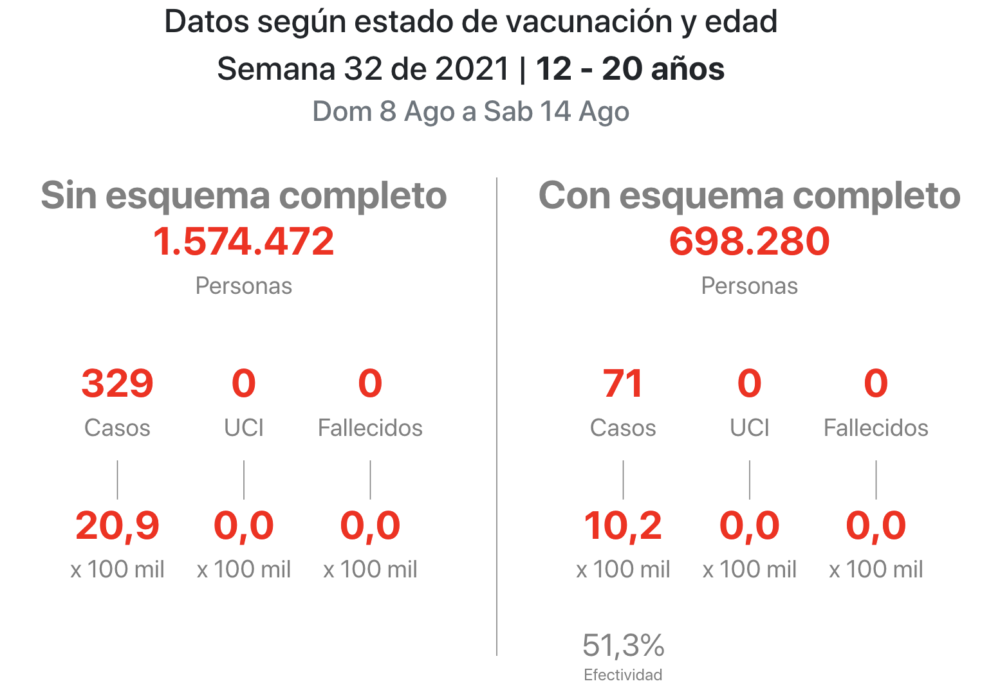 Datos según estado de vacunación y edad
Semana 32 de 2021 | 12 - 20 años
Dom 8 Ago a Sab 14 Ago
Sin esquema completo
1.574.472
Personas
329 0 0
Casos UCI Fallecidos
20,9 0,0 0,0
x 100 mil x 100 mil x 100 mil
Con esquema completo
698.280
Personas
71 0 0
Casos UCI Fallecidos
10,2 0,0 0,0
x 100 mil x 100 mil x 100 mil
51,3%
Efectividad